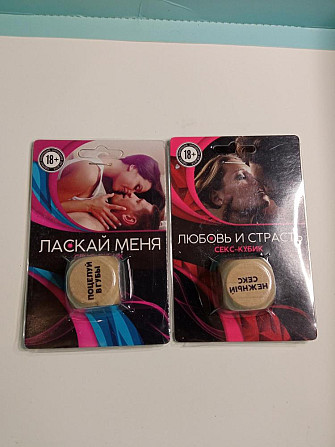 18+
ЛАСКАЙ МЕНЯ
ПОЦЕЛУЙ
В ГУБЫ
18+
ЛЮБОВЬ И СТРАСТЬ
СЕКС-КУБИК
НЕЖНЫЙ
СЕКС